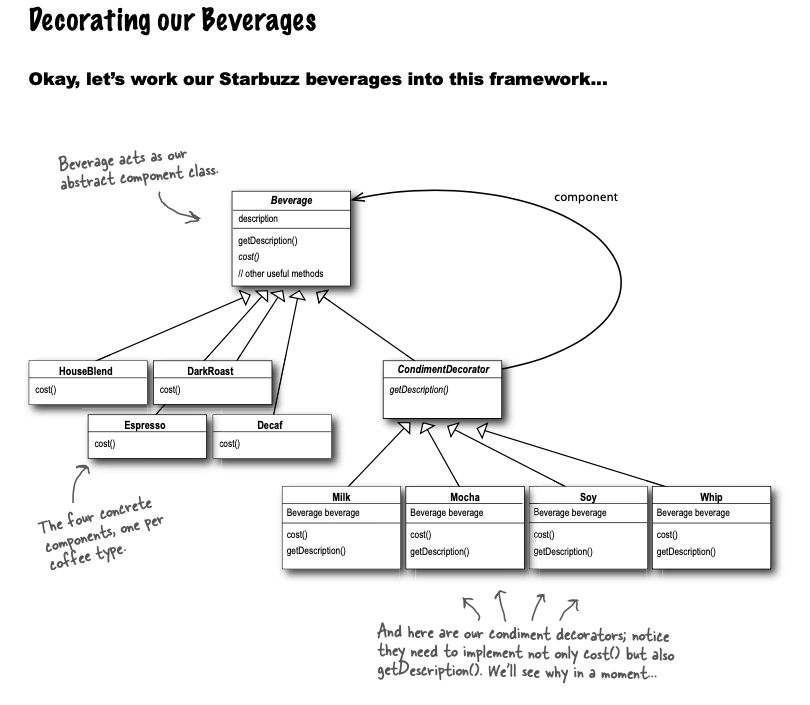 Decorating our Beverages
Okay, let's work our Starbuzz beverages into this framework...
Beverage acts as our
abstract component class.
Beverage
description
getDescription()
cost()
// other useful methods
component
HouseBlend
cost()
DarkRoast
cost()
Espresso
cost()
Decaf
cost()
CondimentDecorator
getDescription()
The four concrete
components, one per
coffee type.
Milk
Beverage beverage
cost()
getDescription()
Mocha
Beverage beverage
cost()
getDescription()
Soy
Beverage beverage
cost()
getDescription()
Whip
Beverage beverage
cost()
getDescription()
And here are our condiment decorators; notice
they need to implement not only cost() but also
getDescription(). We'll see why in a moment...